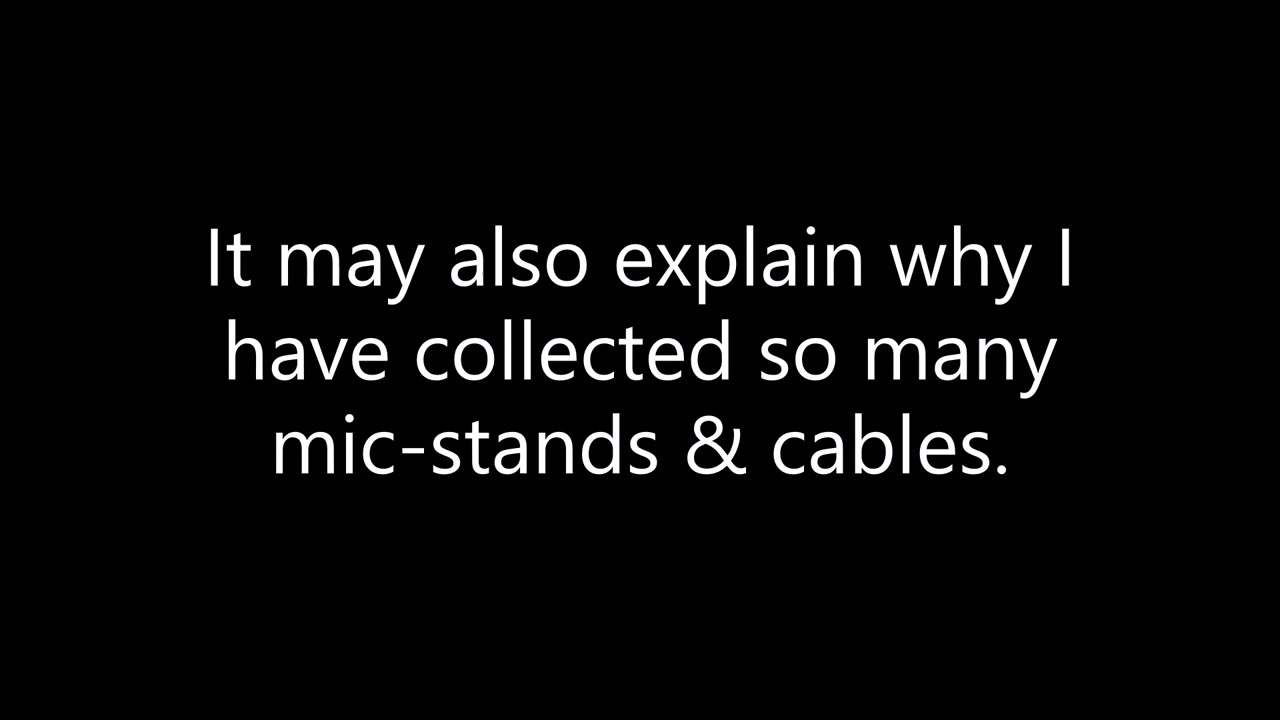 It may also explain why I
have collected so many
mic-stands & cables.